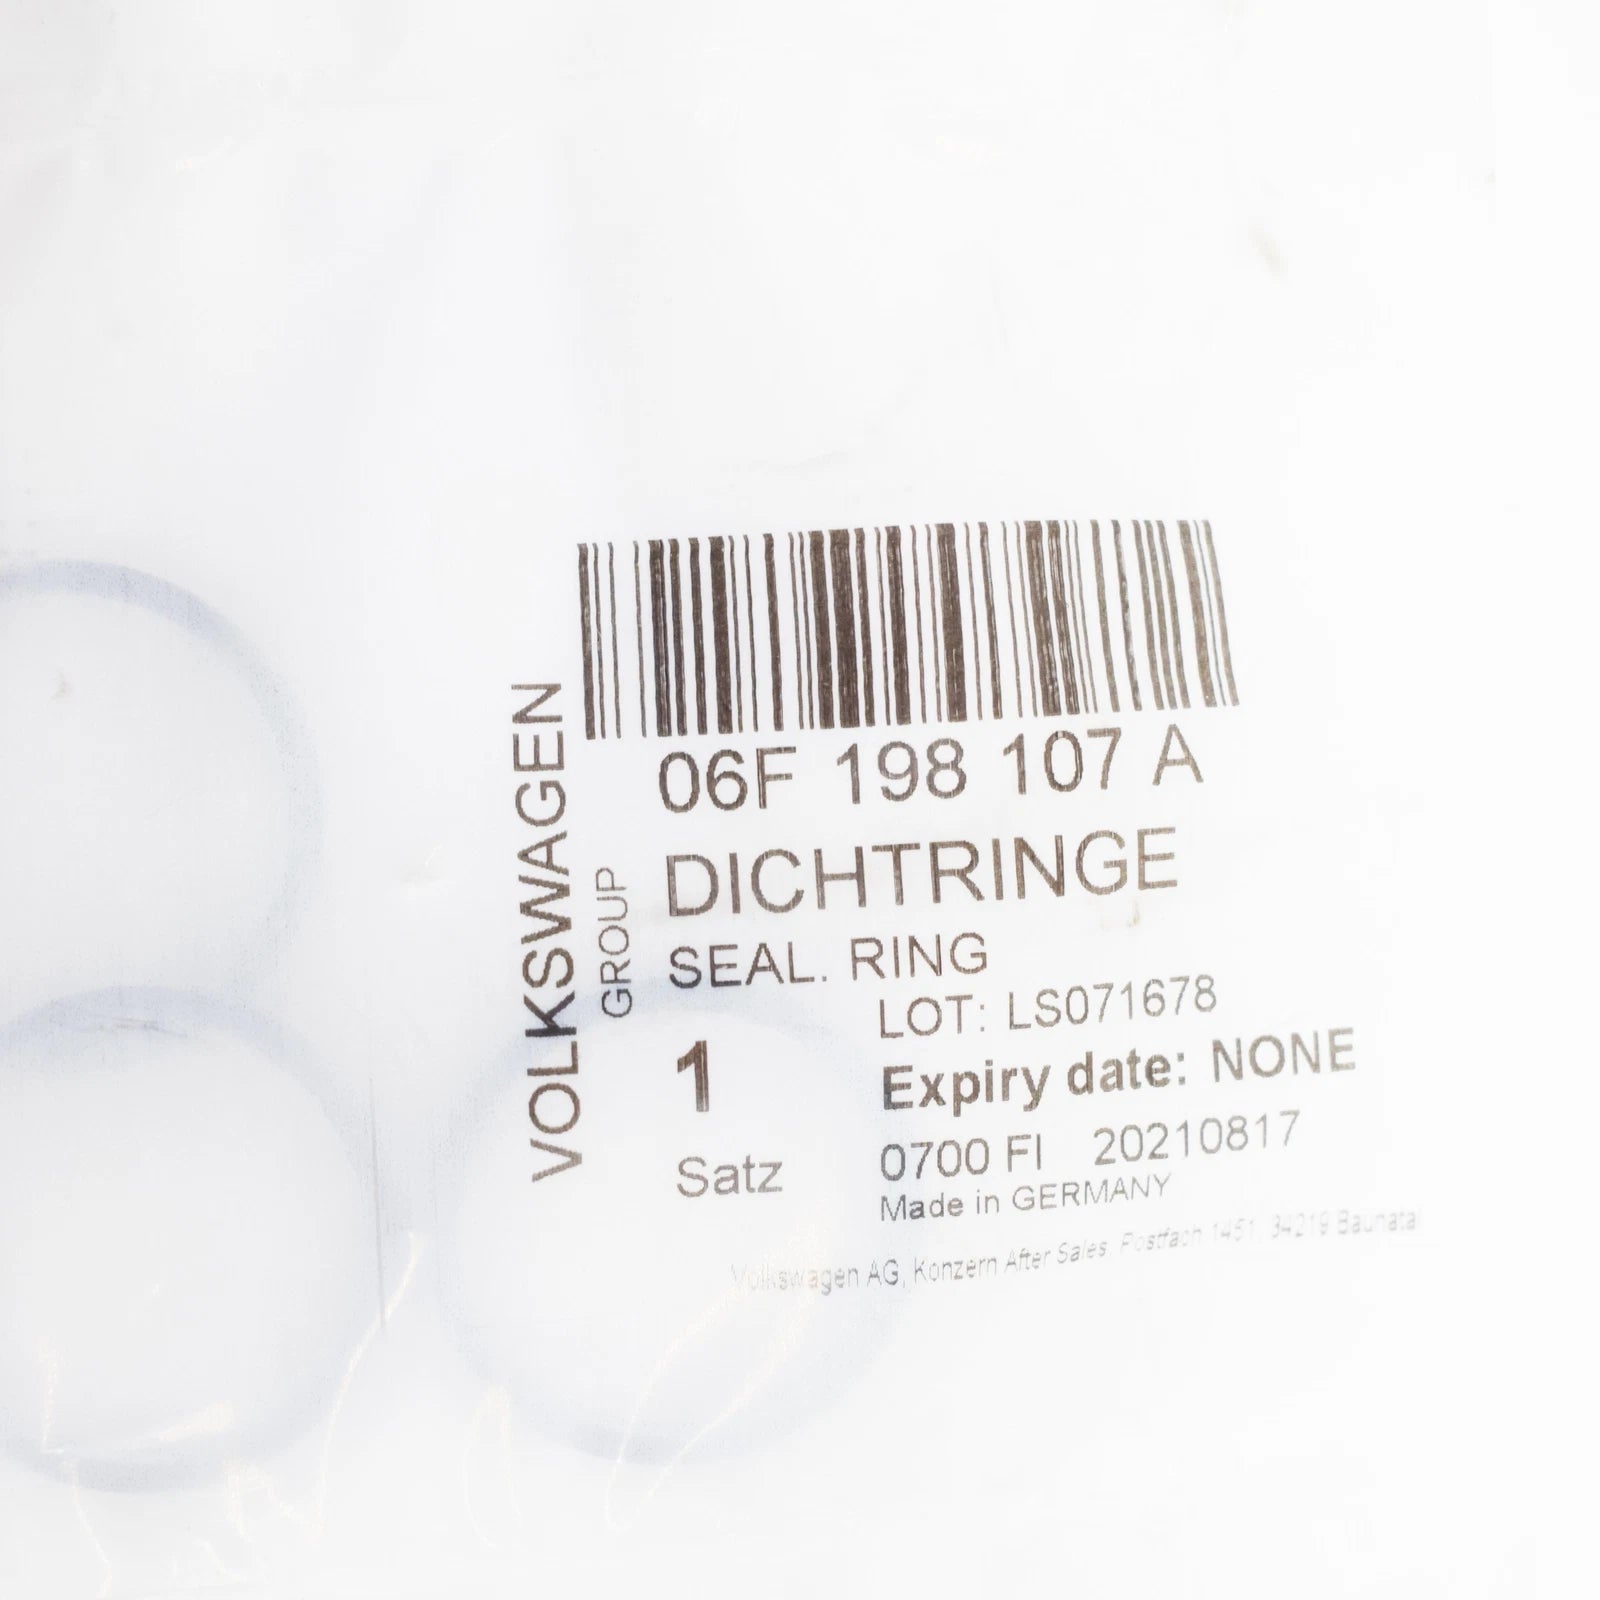 VOLKSWAGEN
GROUP
06F 198 107 A
DICHTRINGE
SEAL. RING
LOT: LS071678
1
Expiry date: NONE
Satz
0700 FI 20210817
Made in GERMANY
Volkswagen AG, Konzern After Sales, Postfach 1451, 34219 Baunatal